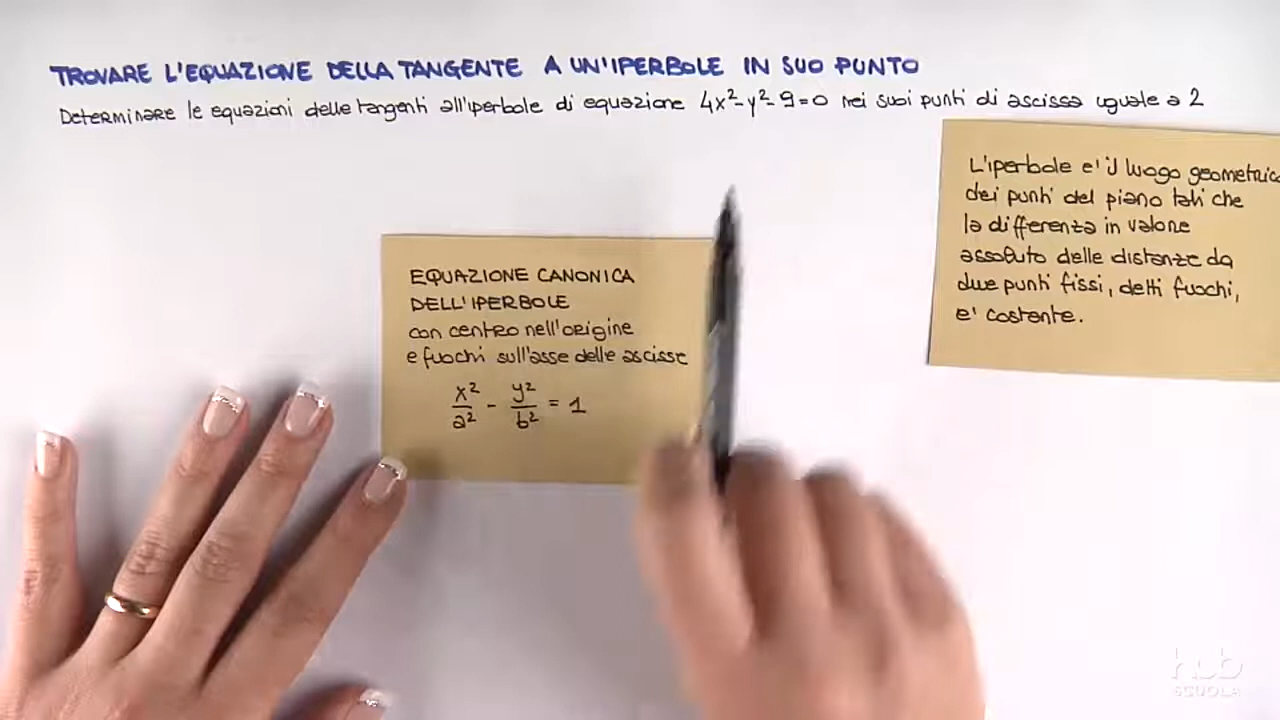 TROVARE L'EQUAZIONE DELLA TANGENTE A UN'IPERBOLE IN SUO PUNTO
Determinare le equazioni delle tangenti all'iperbole di equazione 4x²-y²-9=0 nei suoi punti di ascissa uguale a 2
L'iperbole e' il luogo geometrico
dei punti del piano tali che
la differenza in valore
assoluto delle distanze da
due punti fissi, detti fuochi,
e' costante.
EQUAZIONE CANONICA
DELL'IPERBOLE
con centro nell'origine
e fuochi sull'asse delle ascisse
x²/a² - y²/b² = 1
hub
SCUOLA